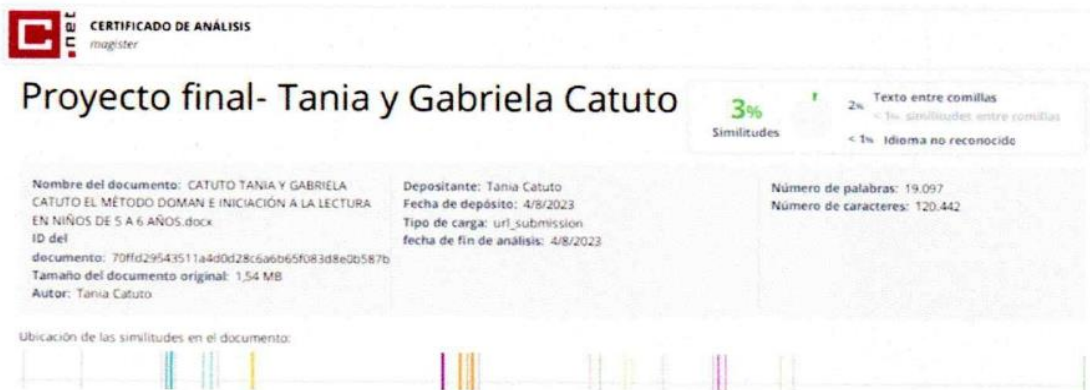 C .net
CERTIFICADO DE ANÁLISIS
magister
Proyecto final- Tania y Gabriela Catuto
3%
Similitudes
2% Texto entre comillas
< 1% similitudes entre comillas
< 1% Idioma no reconocido
Nombre del documento: CATUTO TANIA Y GABRIELA
CATUTO EL MÉTODO DOMAN E INICIACIÓN A LA LECTURA
EN NIÑOS DE 5 A 6 AÑOS.docx
ID del
documento: 70ffd29543511a4d0d28c6a6b65f083d8e0b587b
Tamaño del documento original: 1,54 MB
Autor: Tania Catuto
Depositante: Tania Catuto
Fecha de depósito: 4/8/2023
Tipo de carga: url_submission
fecha de fin de análisis: 4/8/2023
Número de palabras: 19.097
Número de caracteres: 120.442
Ubicación de las similitudes en el documento: